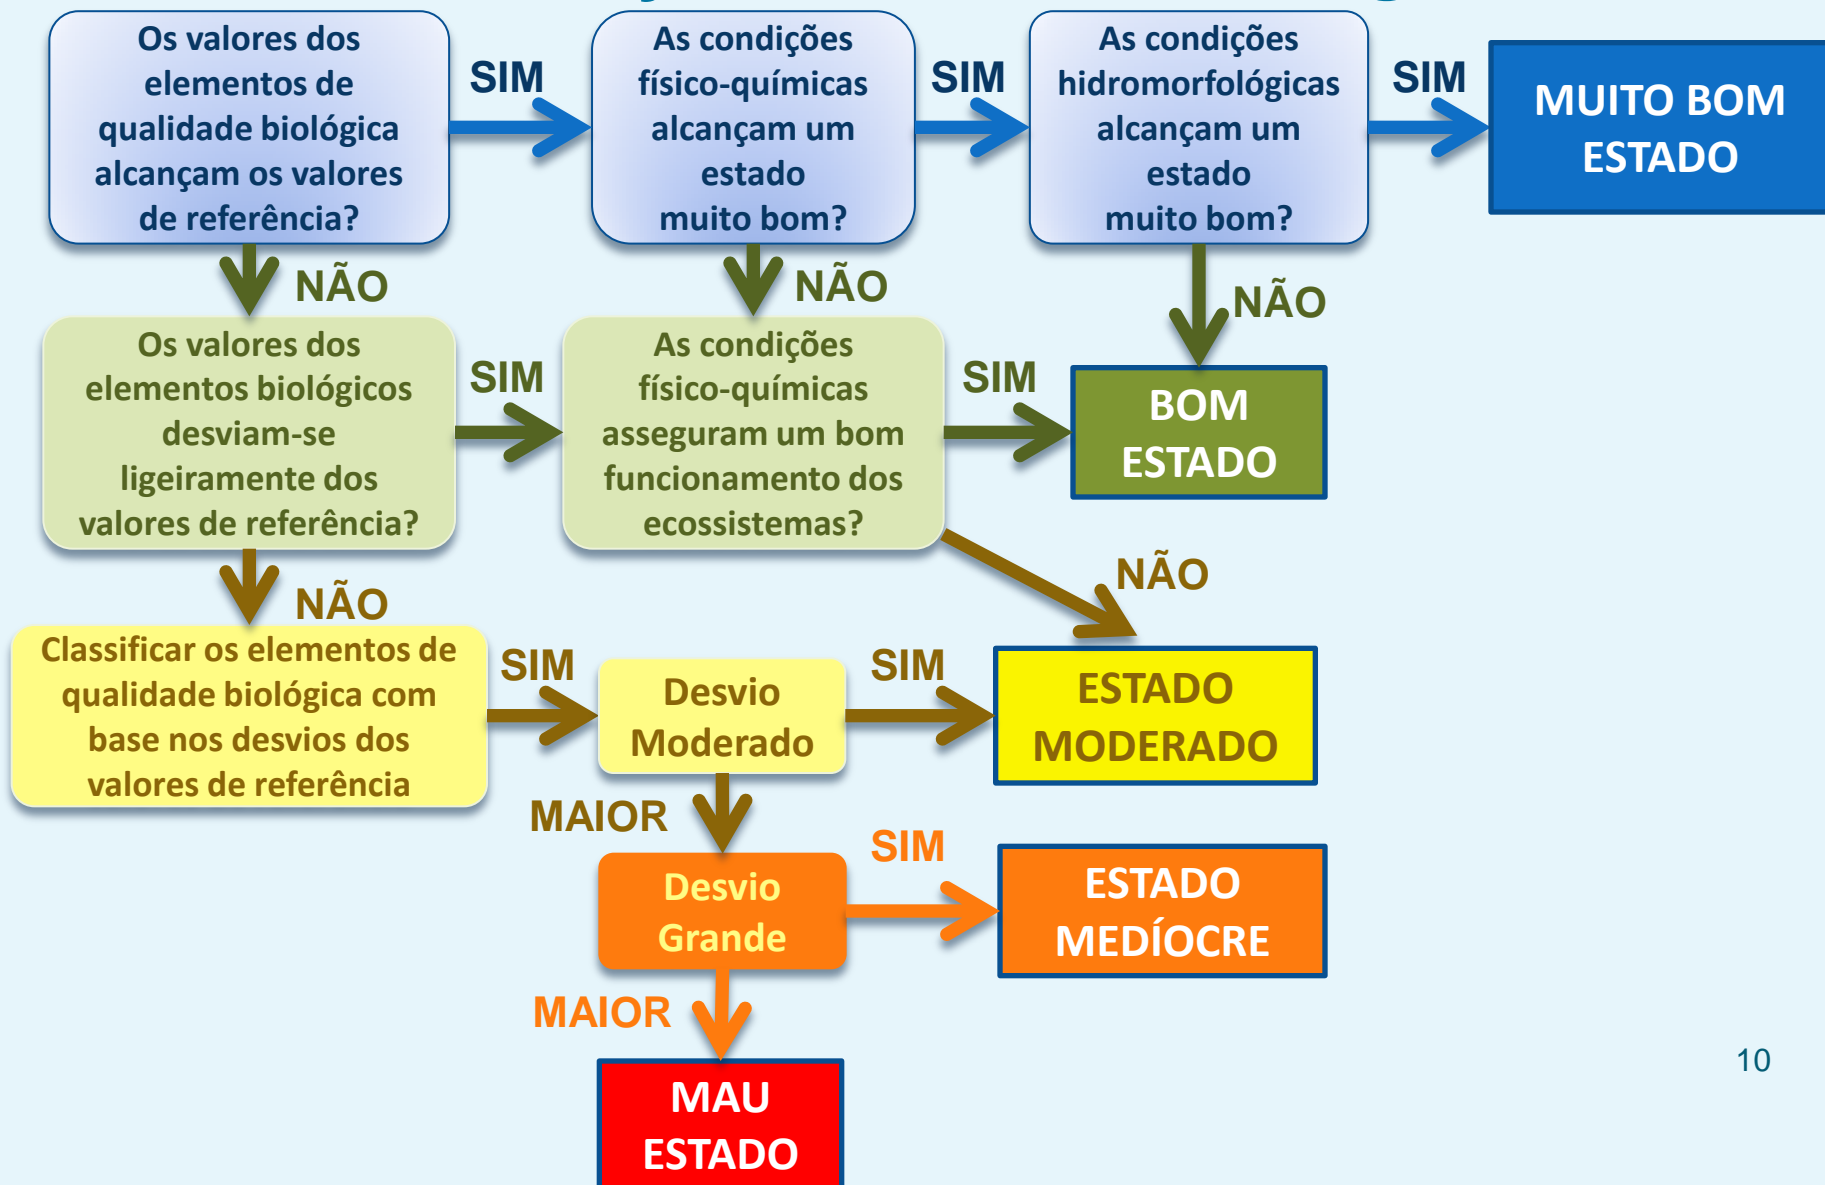 Os valores dos
elementos de
qualidade biológica
alcançam os valores
de referência?
SIM
As condições
físico-químicas
alcançam um
estado
muito bom?
SIM
As condições
hidromorfológicas
alcançam um
estado
muito bom?
SIM
MUITO BOM
ESTADO
NÃO
NÃO
NÃO
Os valores dos
elementos biológicos
desviam-se
ligeiramente dos
valores de referência?
SIM
As condições
físico-químicas
asseguram um bom
funcionamento dos
ecossistemas?
SIM
BOM
ESTADO
NÃO
NÃO
Classificar os elementos de
qualidade biológica com
base nos desvios dos
valores de referência
SIM
Desvio
Moderado
SIM
ESTADO
MODERADO
MAIOR
Desvio
Grande
SIM
ESTADO
MEDÍOCRE
MAIOR
MAU
ESTADO
10